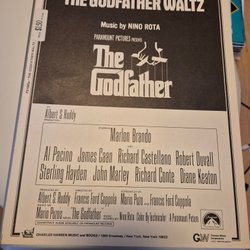 THE GODFATHER WALTZ
Music by NINO ROTA
PARAMOUNT PICTURES PRESENTS
The
Godfather
Albert S. Ruddy
Marlon Brando
Al Pacino James Caan Richard Castellano Robert Duvall
Sterling Hayden John Marley Richard Conte Diane Keaton
Albert S. Ruddy Francis Ford Coppola Mario Puzo Francis Ford Coppola
Mario Puzo's The Godfather Nino Rota Color By Technicolor A Paramount Picture
CHARLES HANSEN MUSIC and BOOKS / 1860 Broadway / New York, New York 10023